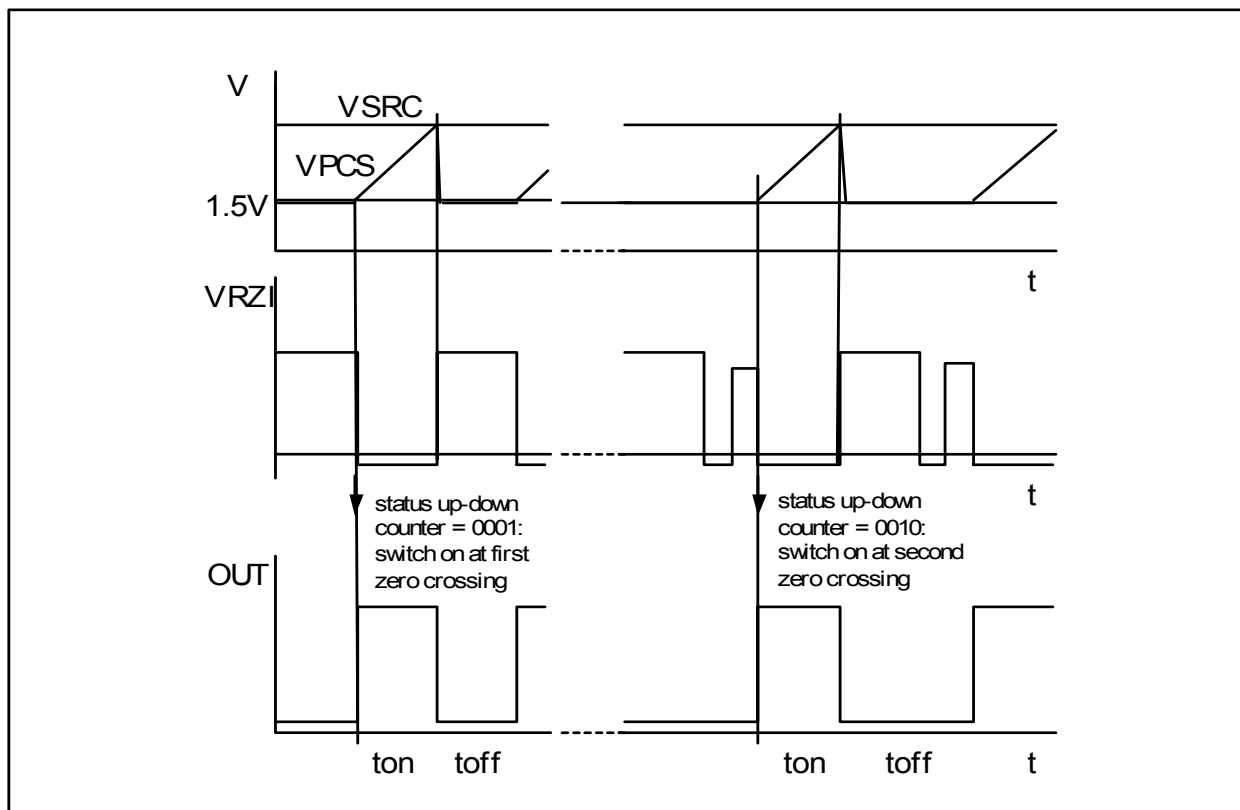 V
VSRC
VPCS
1.5V
t
VRZI
t
status up-down
counter = 0001:
switch on at first
zero crossing
status up-down
counter = 0010:
switch on at second
zero crossing
OUT
ton
toff
ton
toff
t